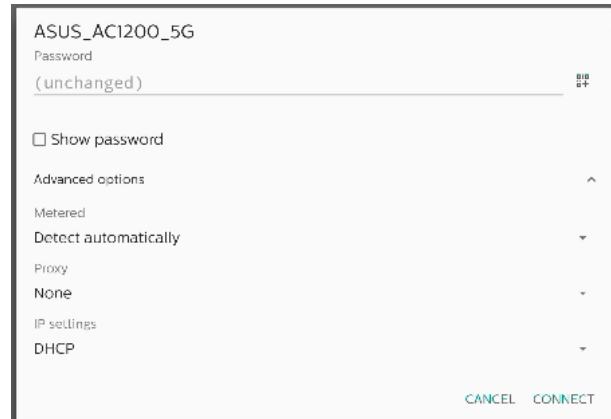 ASUS_AC1200_5G
Password
(unchanged)
Show password
Advanced options
Metered
Detect automatically
Proxy
None
IP settings
DHCP
CANCEL CONNECT